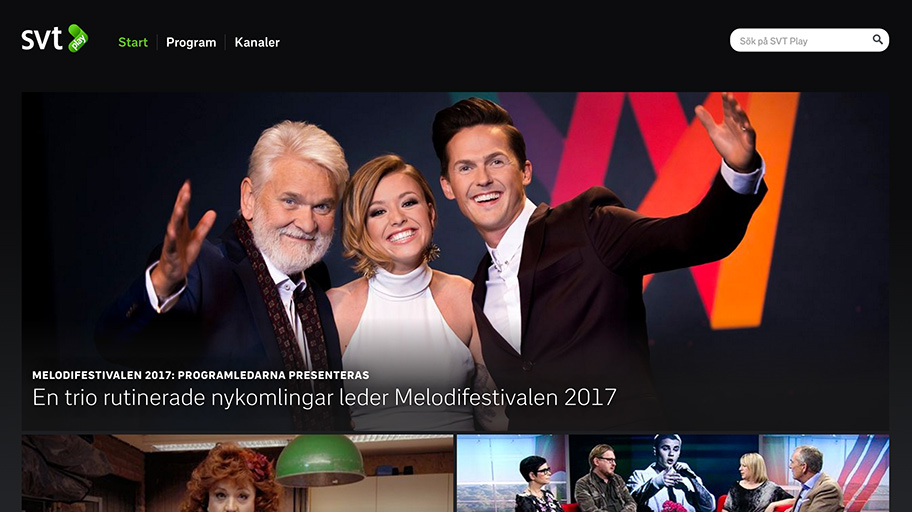 svt play
Start
Program
Kanaler
Sök på SVT Play
MELODIFESTIVALEN 2017: PROGRAMLEDARNA PRESENTERAS
En trio rutinerade nykomlingar leder Melodifestivalen 2017